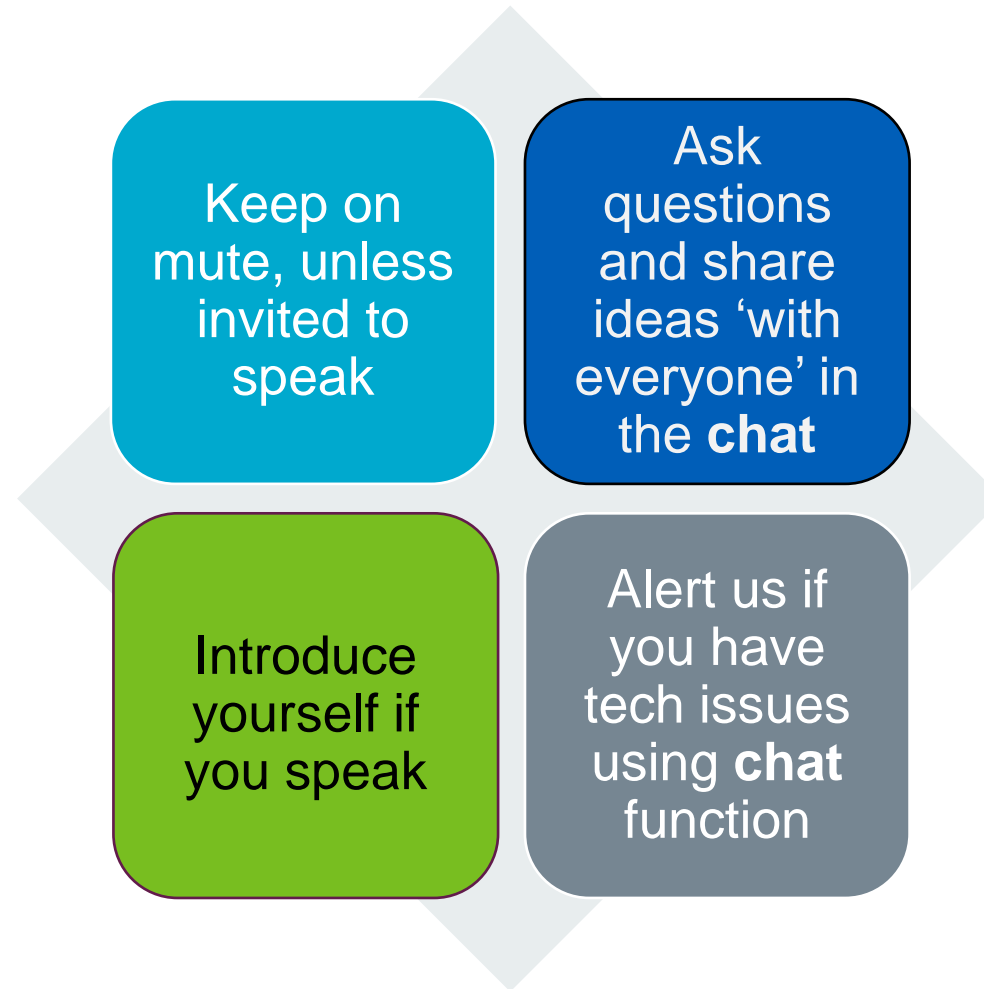 Keep on
mute, unless
invited to
speak
Ask
questions
and share
ideas ‘with
everyone’ in
the chat
Introduce
yourself if
you speak
Alert us if
you have
tech issues
using chat
function